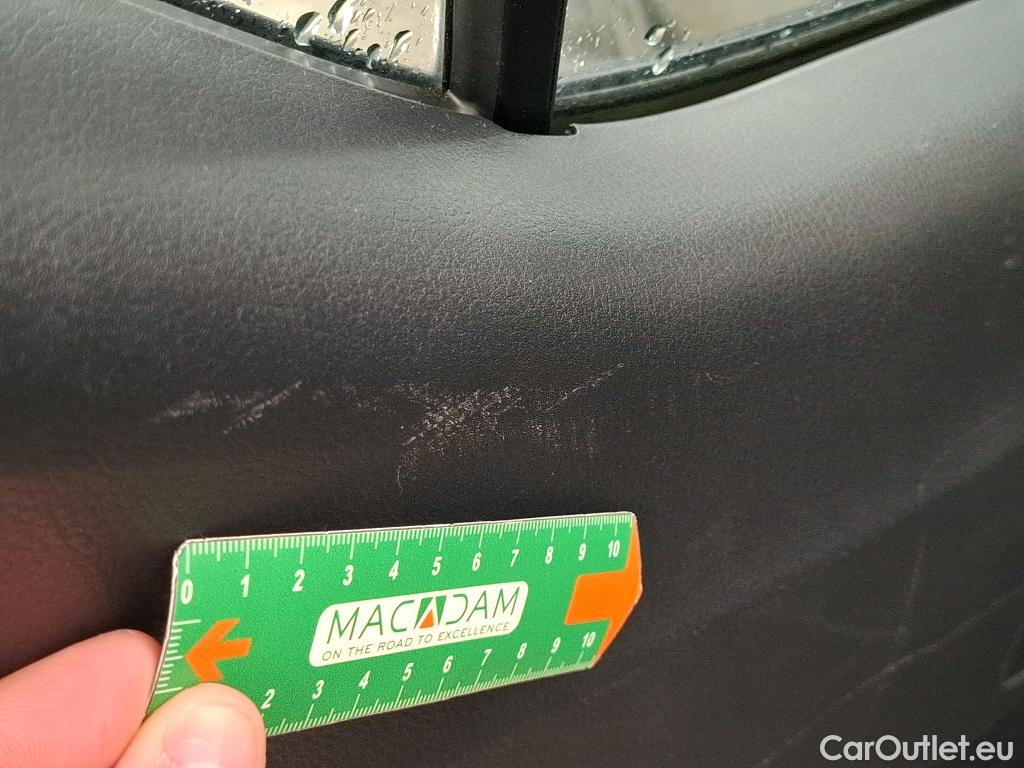 0 1 2 3 4 5 6 7 8 9 10
MACADAM
ON THE ROAD TO EXCELLENCE
2 3 4 5 6 7 8 9 10
CarOutlet.eu